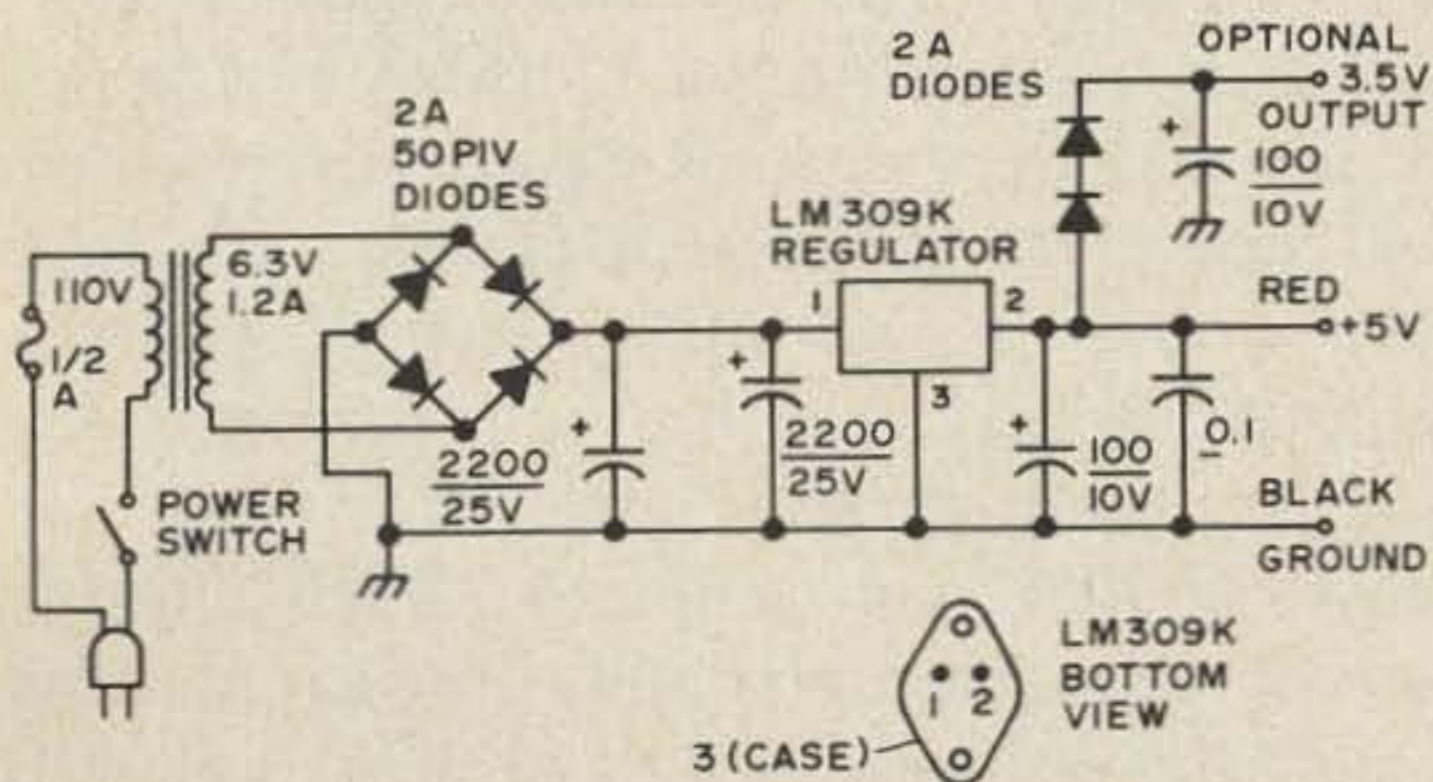 2 A
DIODES
OPTIONAL
3.5V
OUTPUT
+
100
10V
2A
50 PIV
DIODES
LM 309K
REGULATOR
110V
6.3V
1.2A
1/2
A
1
2
3
RED
+5V
+
2200
25V
+
2200
25V
+
100
10V
0.1
BLACK
GROUND
POWER
SWITCH
LM309K
BOTTOM
VIEW
1 2
3 (CASE)